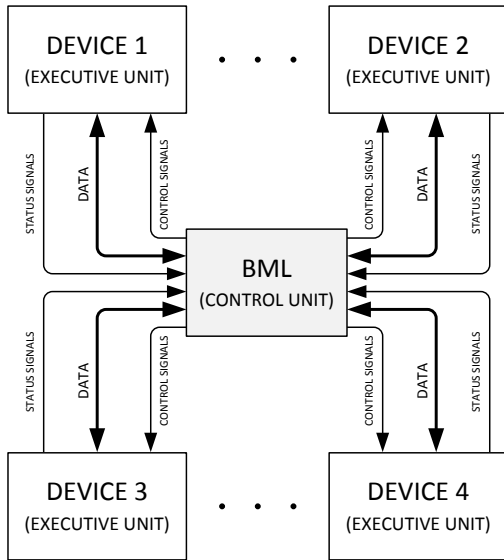 DEVICE 1
(EXECUTIVE UNIT)
. . .
DEVICE 2
(EXECUTIVE UNIT)
STATUS SIGNALS
DATA
CONTROL SIGNALS
CONTROL SIGNALS
DATA
STATUS SIGNALS
BML
(CONTROL UNIT)
STATUS SIGNALS
DATA
CONTROL SIGNALS
CONTROL SIGNALS
DATA
STATUS SIGNALS
DEVICE 3
(EXECUTIVE UNIT)
. . .
DEVICE 4
(EXECUTIVE UNIT)